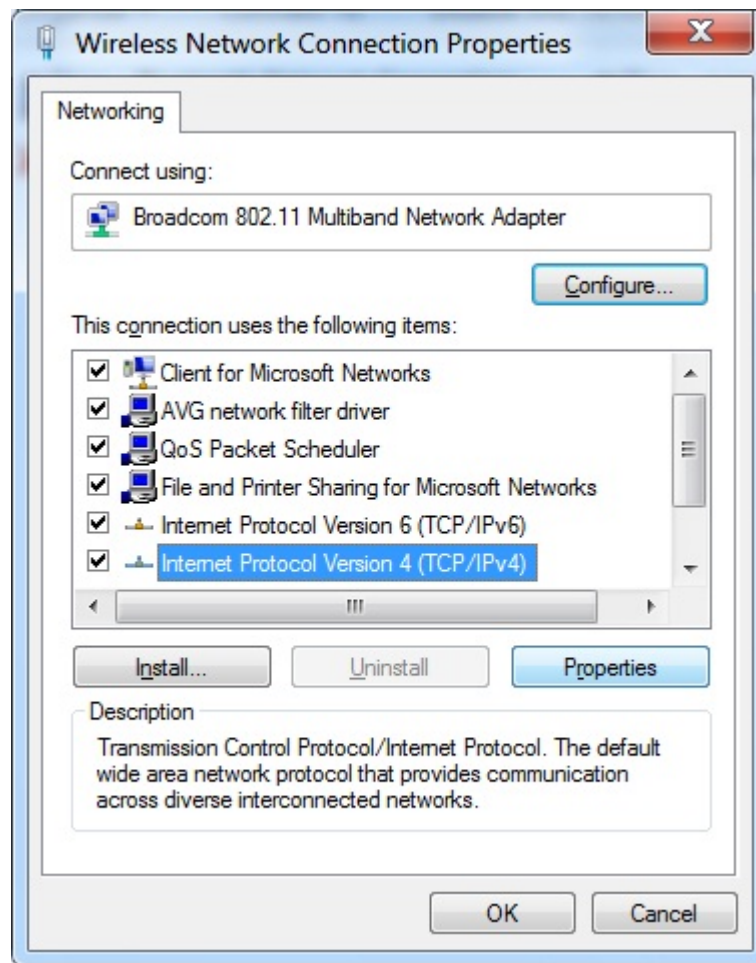 Wireless Network Connection Properties
Networking
Connect using:
Broadcom 802.11 Multiband Network Adapter
Configure...
This connection uses the following items:
Client for Microsoft Networks
AVG network filter driver
QoS Packet Scheduler
File and Printer Sharing for Microsoft Networks
Internet Protocol Version 6 (TCP/IPv6)
Internet Protocol Version 4 (TCP/IPv4)
Install...
Uninstall
Properties
Description
Transmission Control Protocol/Internet Protocol. The default
wide area network protocol that provides communication
across diverse interconnected networks.
OK
Cancel